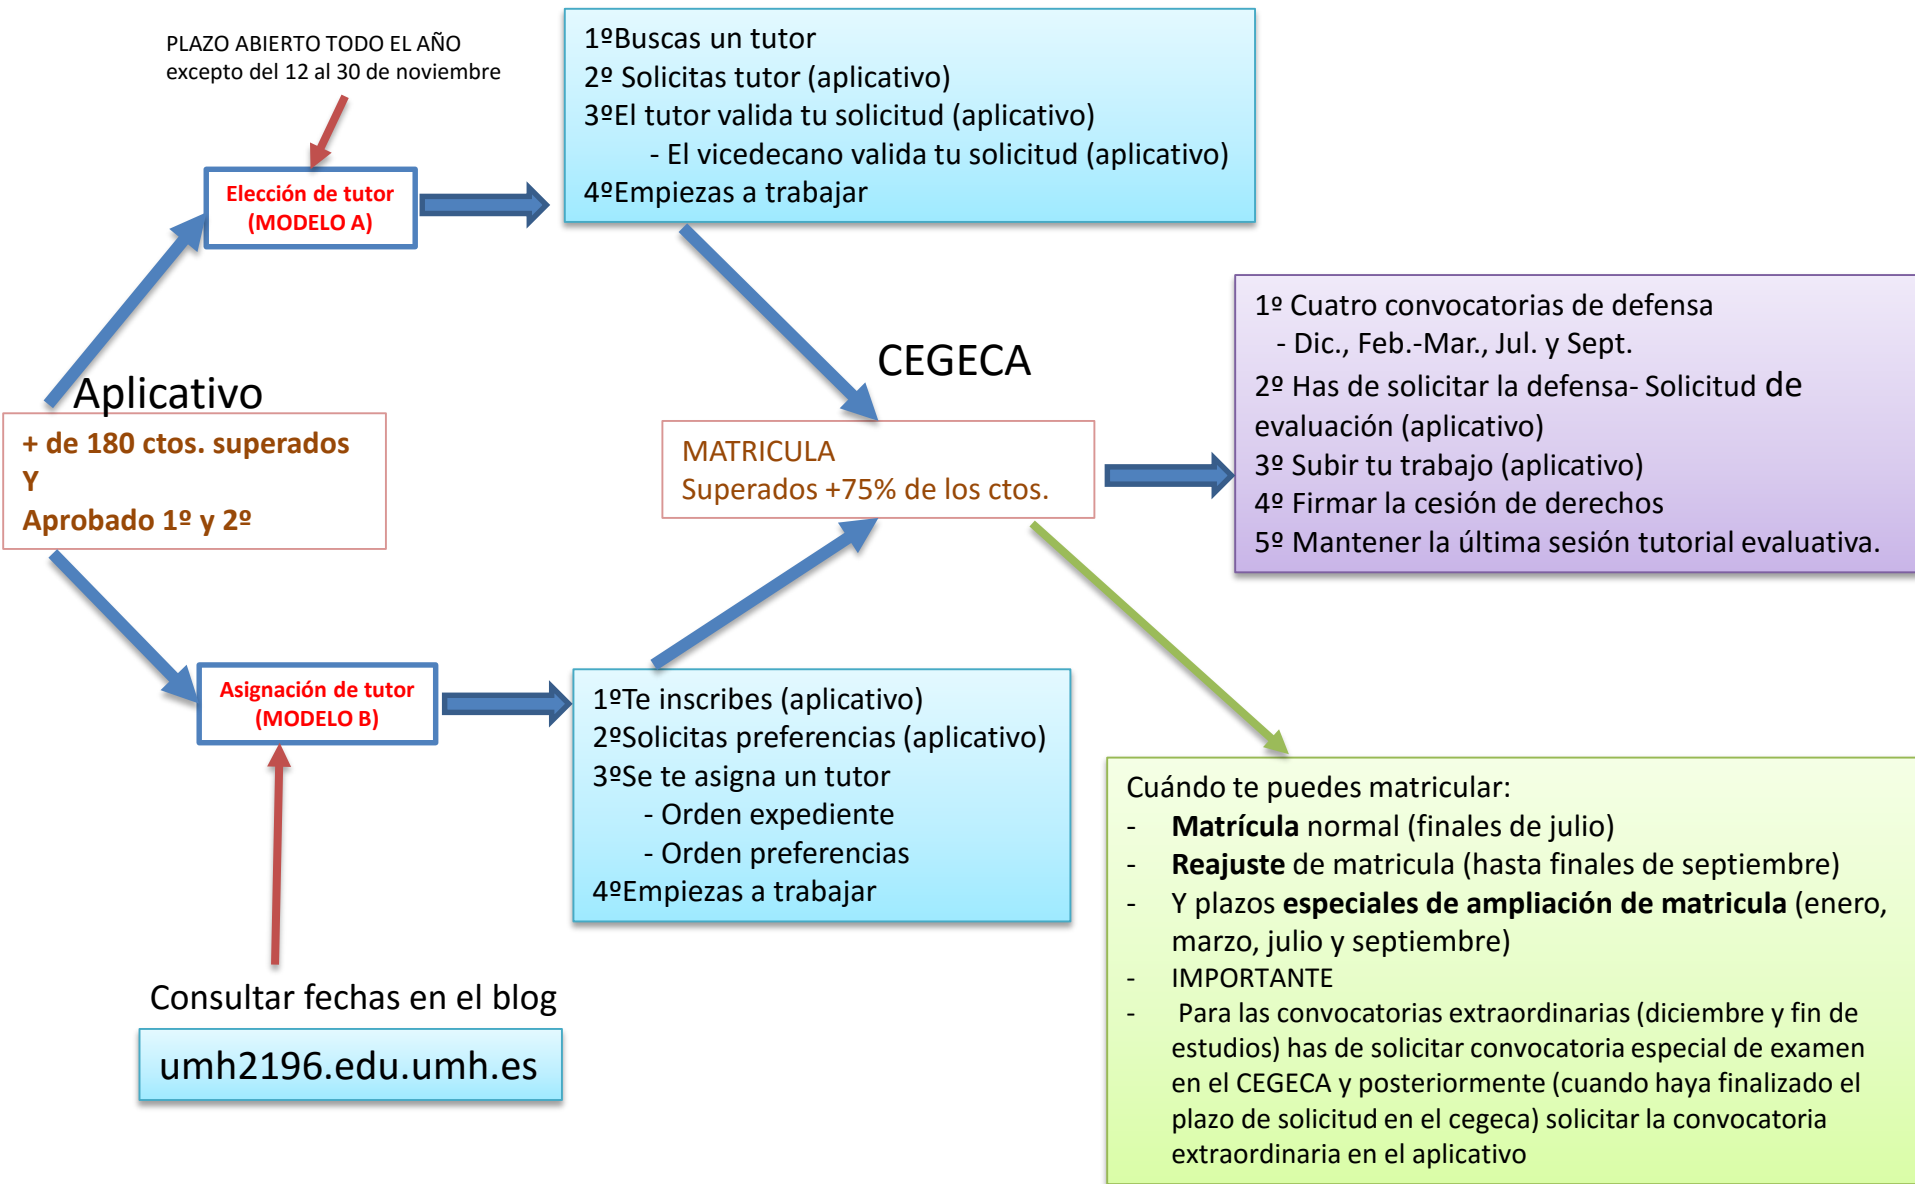 PLAZO ABIERTO TODO EL AÑO
excepto del 12 al 30 de noviembre
Elección de tutor
(MODELO A)
1ºBuscas un tutor
2º Solicitas tutor (aplicativo)
3ºEl tutor valida tu solicitud (aplicativo)
- El vicedecano valida tu solicitud (aplicativo)
4ºEmpiezas a trabajar
Aplicativo
+ de 180 ctos. superados
Y
Aprobado 1º y 2º
CEGECA
MATRICULA
Superados +75% de los ctos.
1º Cuatro convocatorias de defensa
- Dic., Feb.-Mar., Jul. y Sept.
2º Has de solicitar la defensa- Solicitud de
evaluación (aplicativo)
3º Subir tu trabajo (aplicativo)
4º Firmar la cesión de derechos
5º Mantener la última sesión tutorial evaluativa.
Asignación de tutor
(MODELO B)
1ºTe inscribes (aplicativo)
2ºSolicitas preferencias (aplicativo)
3ºSe te asigna un tutor
- Orden expediente
- Orden preferencias
4ºEmpiezas a trabajar
Consultar fechas en el blog
umh2196.edu.umh.es
Cuándo te puedes matricular:
- Matrícula normal (finales de julio)
- Reajuste de matricula (hasta finales de septiembre)
- Y plazos especiales de ampliación de matricula (enero,
marzo, julio y septiembre)
- IMPORTANTE
- Para las convocatorias extraordinarias (diciembre y fin de
estudios) has de solicitar convocatoria especial de examen
en el CEGECA y posteriormente (cuando haya finalizado el
plazo de solicitud en el cegeca) solicitar la convocatoria
extraordinaria en el aplicativo